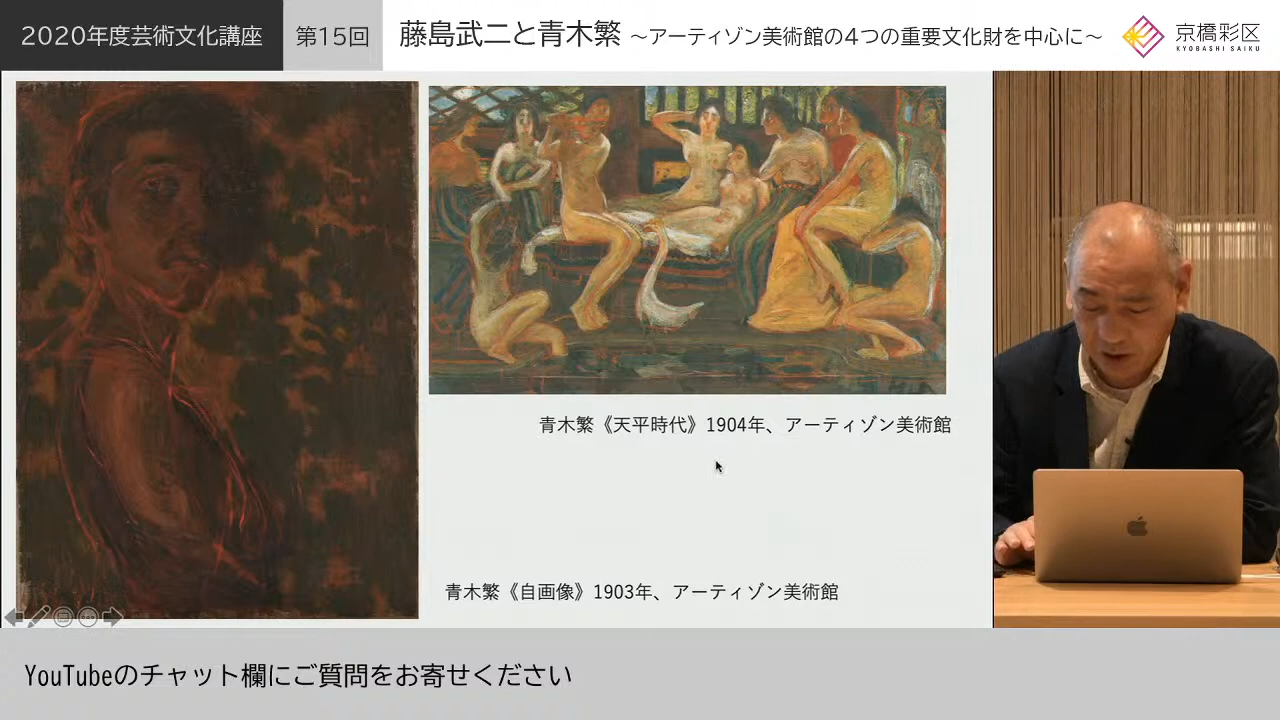 2020年度芸術文化講座
第15回
藤島武二と青木繁 ～アーティゾン美術館の4つの重要文化財を中心に～
京橋彩区
KYOBASHI SAIKU
青木繁《天平時代》1904年、アーティゾン美術館
青木繁《自画像》1903年、アーティゾン美術館
YouTubeのチャット欄にご質問をお寄せください